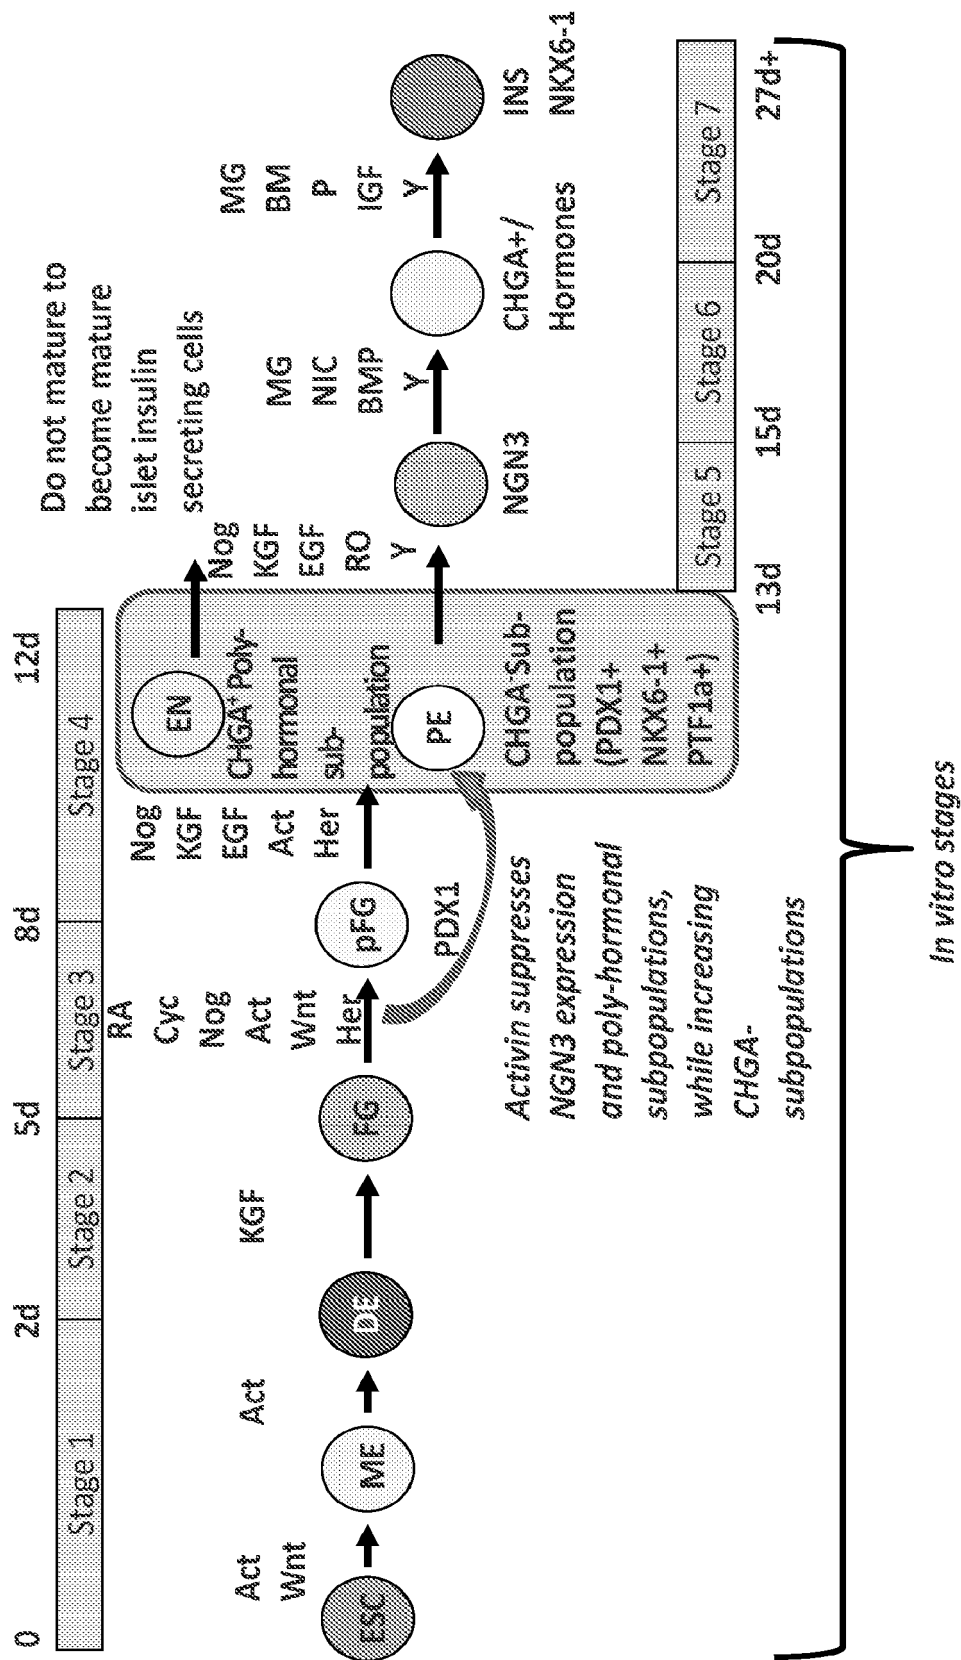 0
2d
5d
8d
12d
Stage 1
Stage 2
Stage 3
Stage 4
Act
Wnt
Act
KGF
RA
Cyc
Nog
Act
Wnt
Her
Nog
KGF
EGF
Act
Her
ESC
ME
DE
FG
pFG
PDX1
EN
CHGA⁺ Poly-
hormonal
sub-
population
PE
CHGA⁻Sub-
population
(PDX1+
NKX6-1+
PTF1a+)
Do not mature to
become mature
islet insulin
secreting cells
Nog
KGF
EGF
RO
Y
NGN3
MG
NIC
BMP
Y
CHGA+/
Hormones
MG
BM
P
IGF
Y
INS
NKX6-1
Activin suppresses
NGN3 expression
and poly-hormonal
subpopulations,
while increasing
CHGA-
subpopulations
Stage 5
Stage 6
Stage 7
13d
15d
20d
27d+
In vitro stages